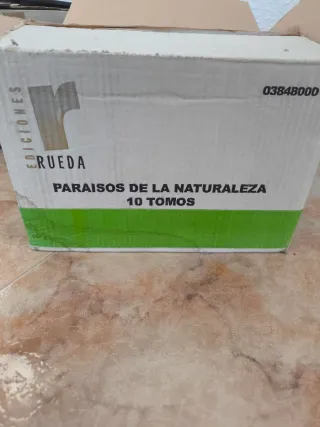 03848000
EDICIONES
r
RUEDA
PARAISOS DE LA NATURALEZA
10 TOMOS